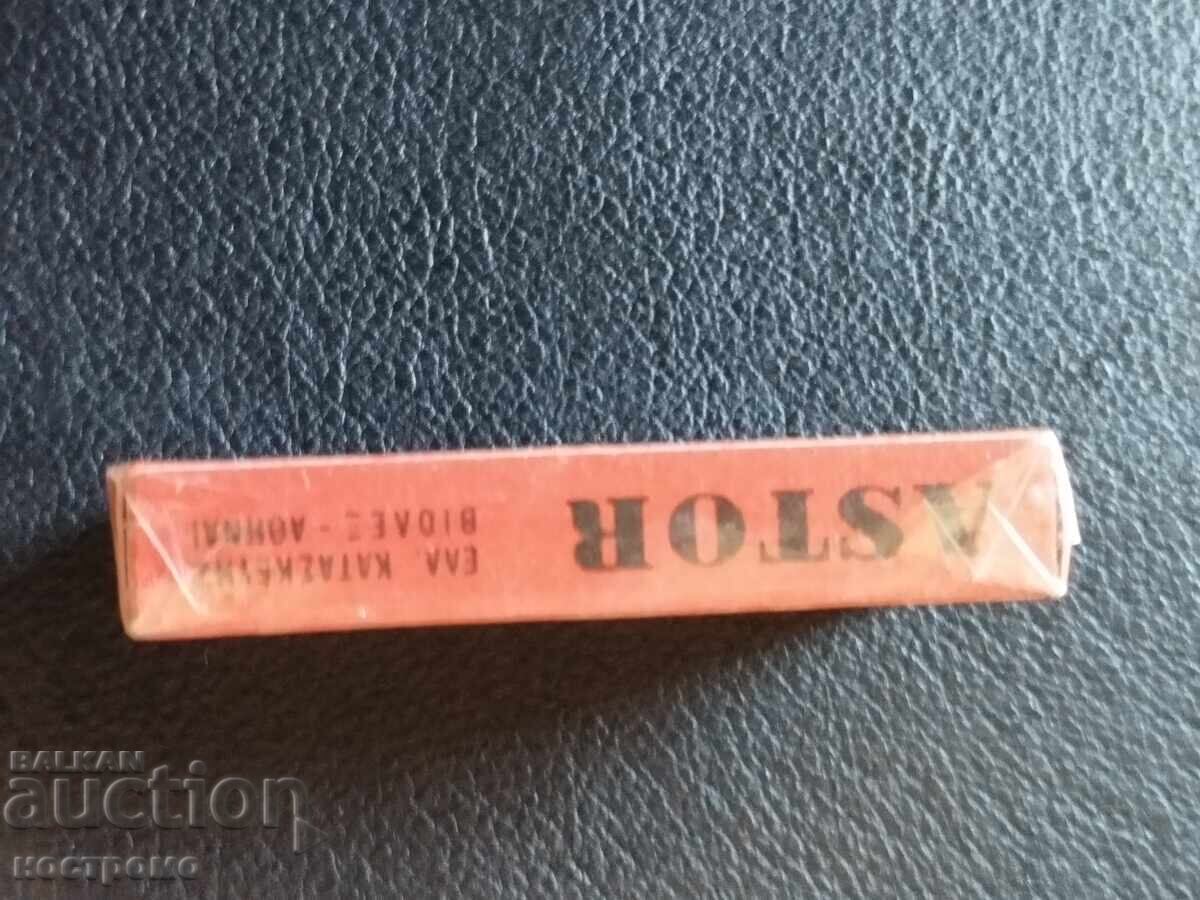 ASTOR
ΕΛΛ. ΚΑΤΑΣΚΕΥΗΣ
ΒΙΟΛΕΞ - ΑΘΗΝΑΙ
BALKAN
auction
КОСТРОМО